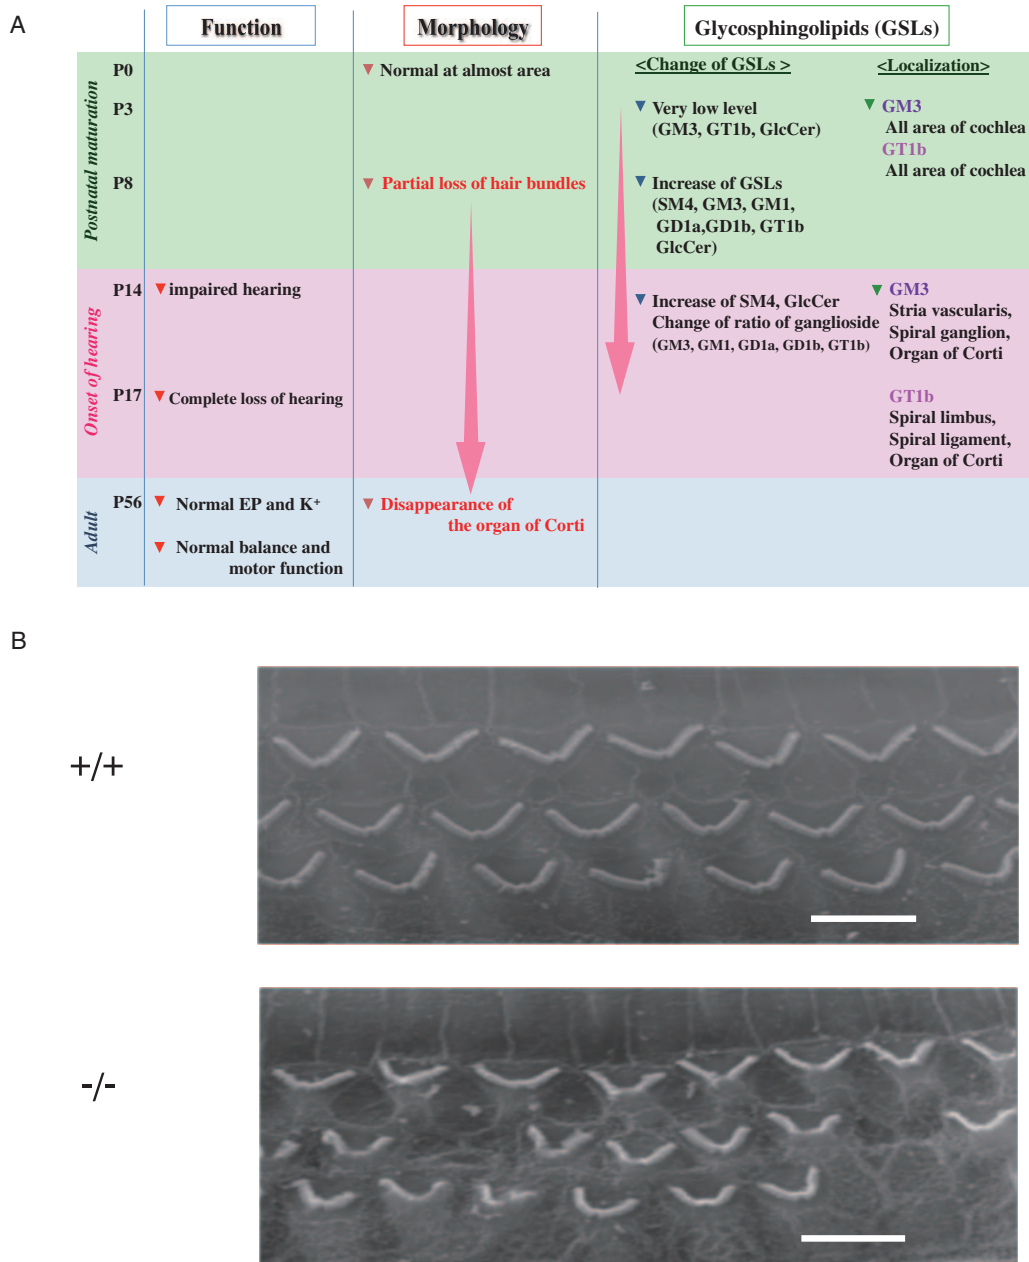 A
Function
Morphology
Glycosphingolipids (GSLs)
Postnatal maturation
Onset of hearing
Adult
P0
P3
P8
P14
P17
P56
impaired hearing
Complete loss of hearing
Normal EP and K⁺
Normal balance and
motor function
Normal at almost area
Partial loss of hair bundles
Disappearance of
the organ of Corti
<Change of GSLs >
Very low level
(GM3, GT1b, GlcCer)
Increase of GSLs
(SM4, GM3, GM1,
GD1a,GD1b, GT1b
GlcCer)
Increase of SM4, GlcCer
Change of ratio of ganglioside
(GM3, GM1, GD1a, GD1b, GT1b)
<Localization>
GM3
All area of cochlea
GT1b
All area of cochlea
GM3
Stria vascularis,
Spiral ganglion,
Organ of Corti
GT1b
Spiral limbus,
Spiral ligament,
Organ of Corti
B
+/+
-/-